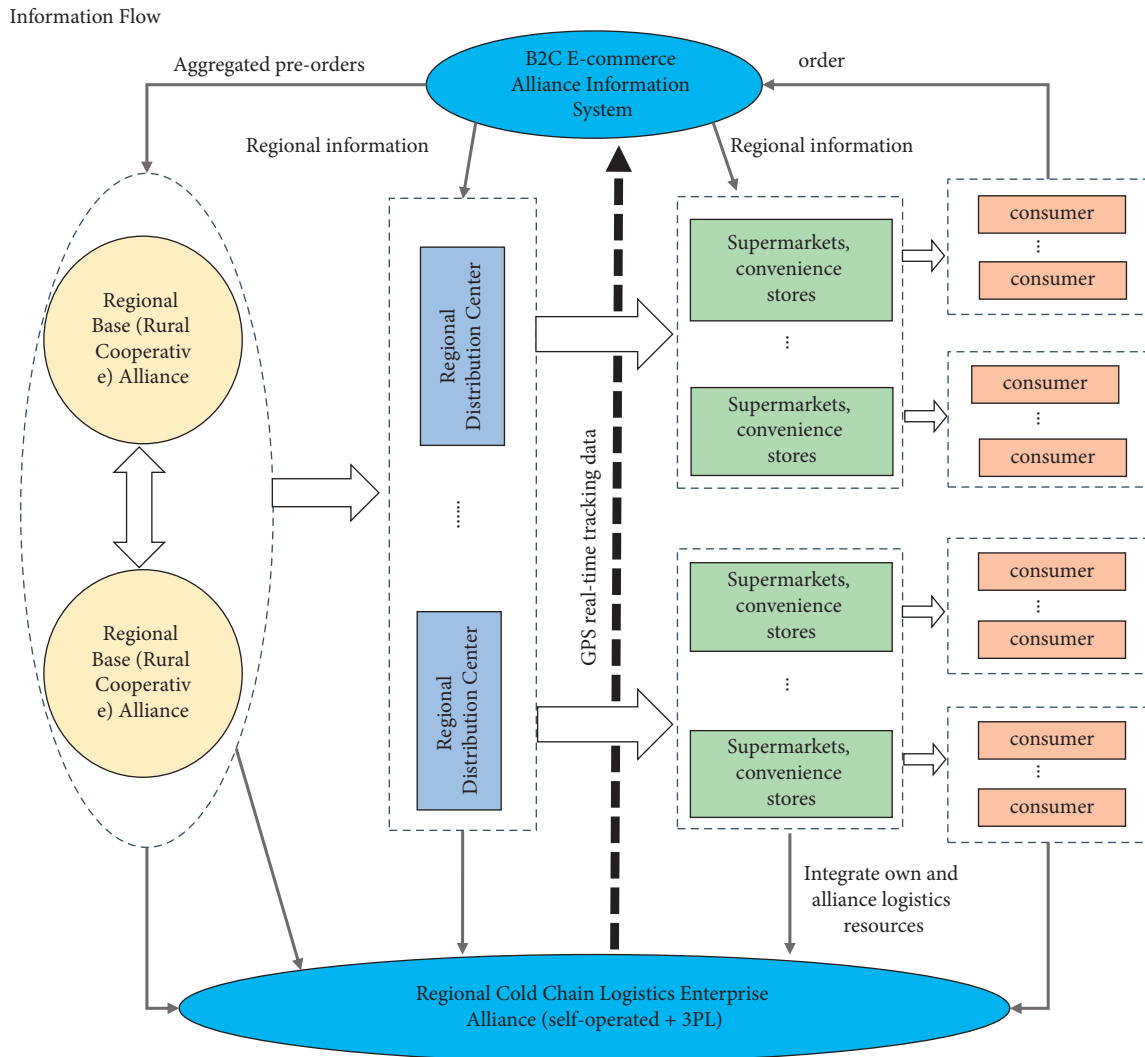 Information Flow
Aggregated pre-orders
B2C E-commerce
Alliance Information
System
order
Regional information
Regional information
Regional
Base (Rural
Cooperativ
e) Alliance
Regional
Base (Rural
Cooperativ
e) Alliance
Regional
Distribution Center
......
Regional
Distribution Center
GPS real-time tracking data
Supermarkets,
convenience
stores
...
Supermarkets,
convenience
stores
Supermarkets,
convenience
stores
...
Supermarkets,
convenience
stores
consumer
...
consumer
consumer
...
consumer
consumer
...
consumer
consumer
...
consumer
Integrate own and
alliance logistics
resources
Regional Cold Chain Logistics Enterprise
Alliance (self-operated + 3PL)